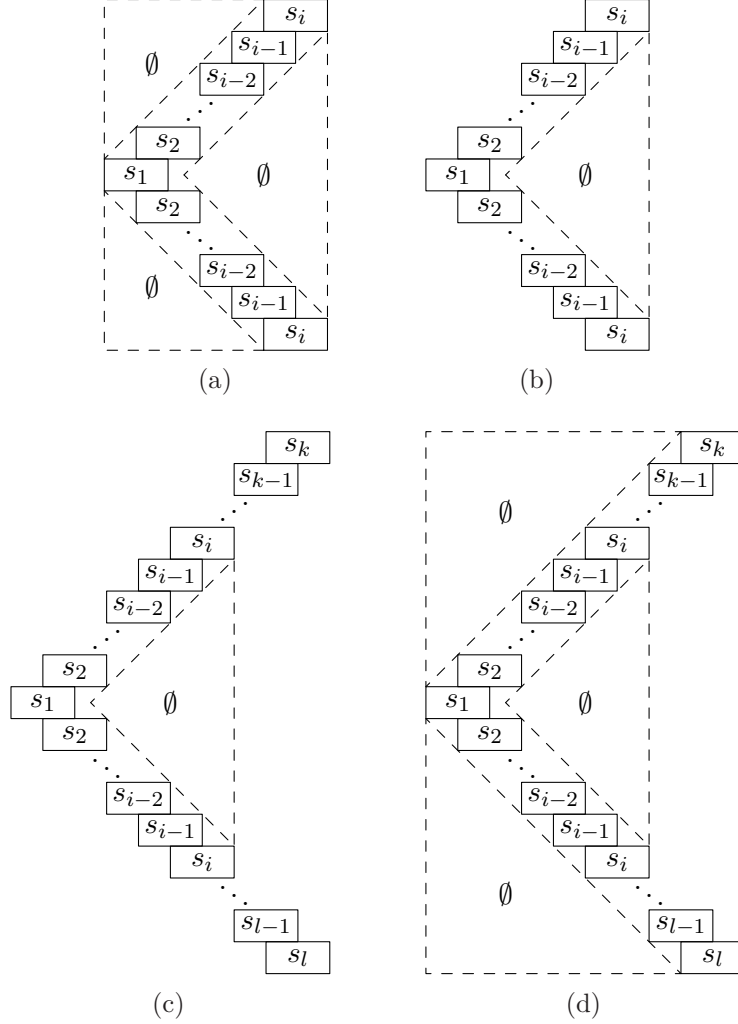 s_i
s_{i-1}
∅
s_{i-2}
s_2
s_1
∅
s_2
s_{i-2}
∅
s_{i-1}
s_i
(a)
s_i
s_{i-1}
s_{i-2}
s_2
s_1
∅
s_2
s_{i-2}
s_{i-1}
s_i
(b)
s_k
s_{k-1}
s_i
s_{i-1}
s_{i-2}
s_2
s_1
∅
s_2
s_{i-2}
s_{i-1}
s_i
s_{l-1}
s_l
(c)
s_k
s_{k-1}
∅
s_i
s_{i-1}
s_{i-2}
s_2
s_1
∅
s_2
s_{i-2}
s_{i-1}
s_i
∅
s_{l-1}
s_l
(d)